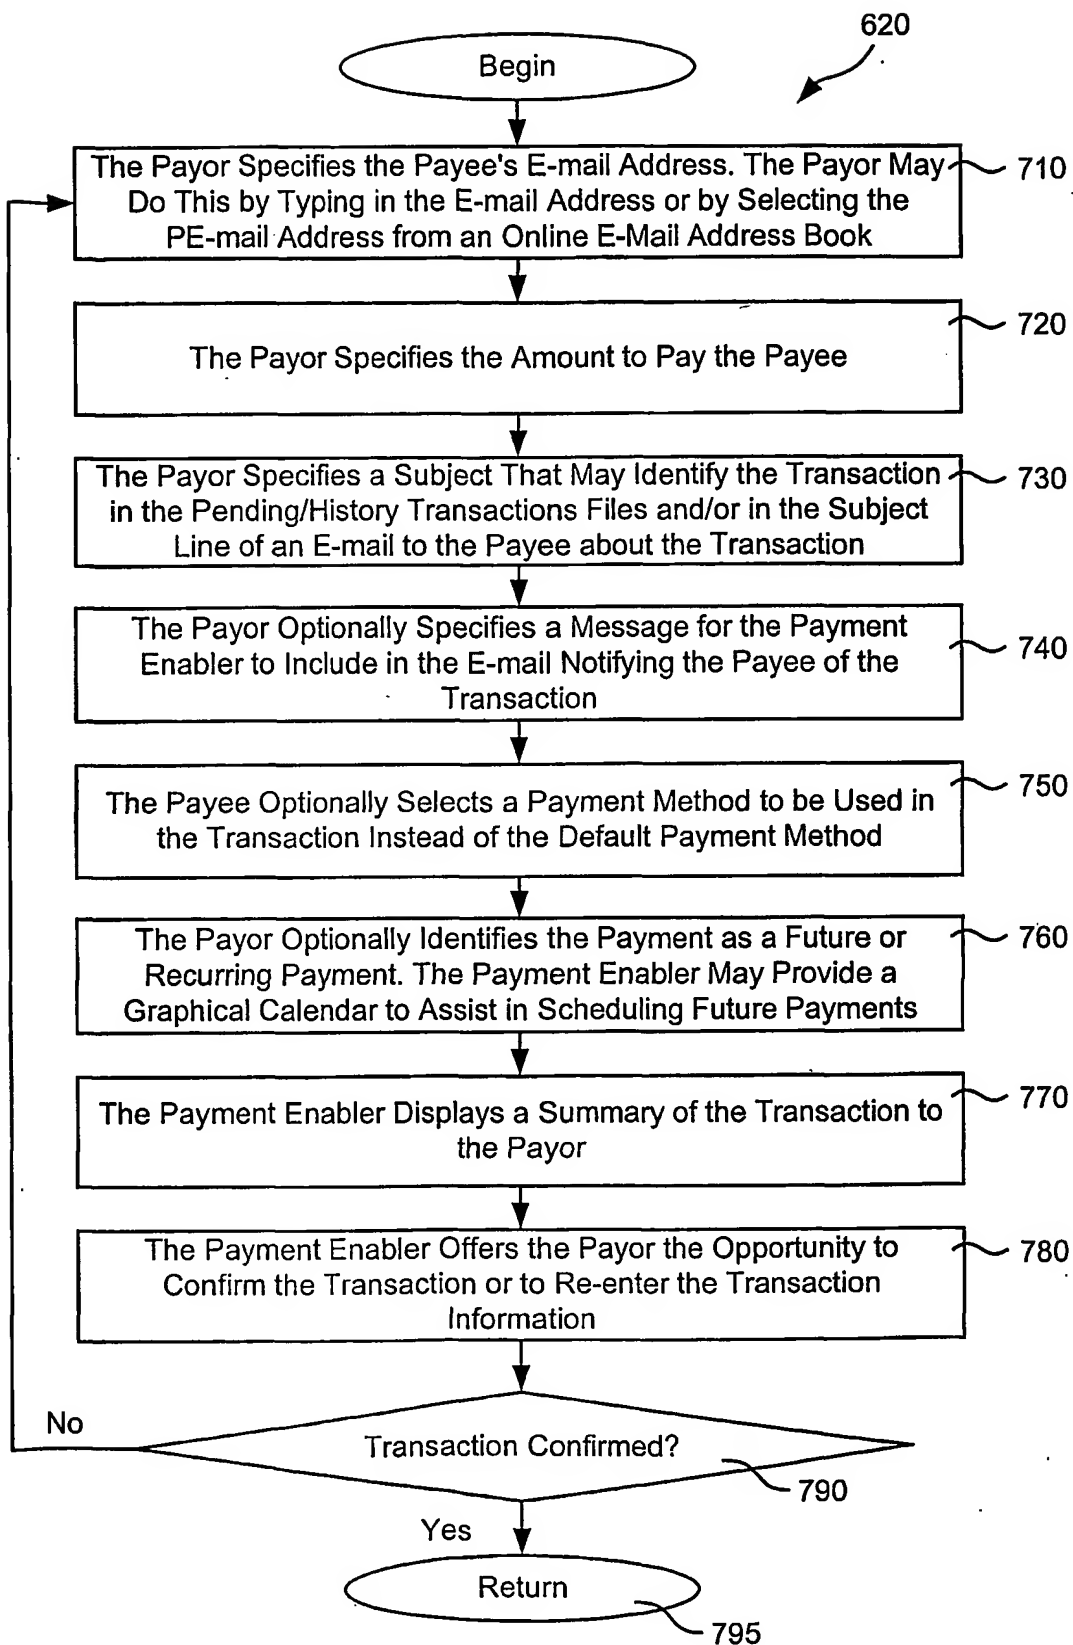 620
Begin
The Payor Specifies the Payee's E-mail Address. The Payor May
Do This by Typing in the E-mail Address or by Selecting the
PE-mail Address from an Online E-Mail Address Book
710
The Payor Specifies the Amount to Pay the Payee
720
The Payor Specifies a Subject That May Identify the Transaction
in the Pending/History Transactions Files and/or in the Subject
Line of an E-mail to the Payee about the Transaction
730
The Payor Optionally Specifies a Message for the Payment
Enabler to Include in the E-mail Notifying the Payee of the
Transaction
740
The Payee Optionally Selects a Payment Method to be Used in
the Transaction Instead of the Default Payment Method
750
The Payor Optionally Identifies the Payment as a Future or
Recurring Payment. The Payment Enabler May Provide a
Graphical Calendar to Assist in Scheduling Future Payments
760
The Payment Enabler Displays a Summary of the Transaction to
the Payor
770
The Payment Enabler Offers the Payor the Opportunity to
Confirm the Transaction or to Re-enter the Transaction
Information
780
No
Transaction Confirmed?
790
Yes
Return
795